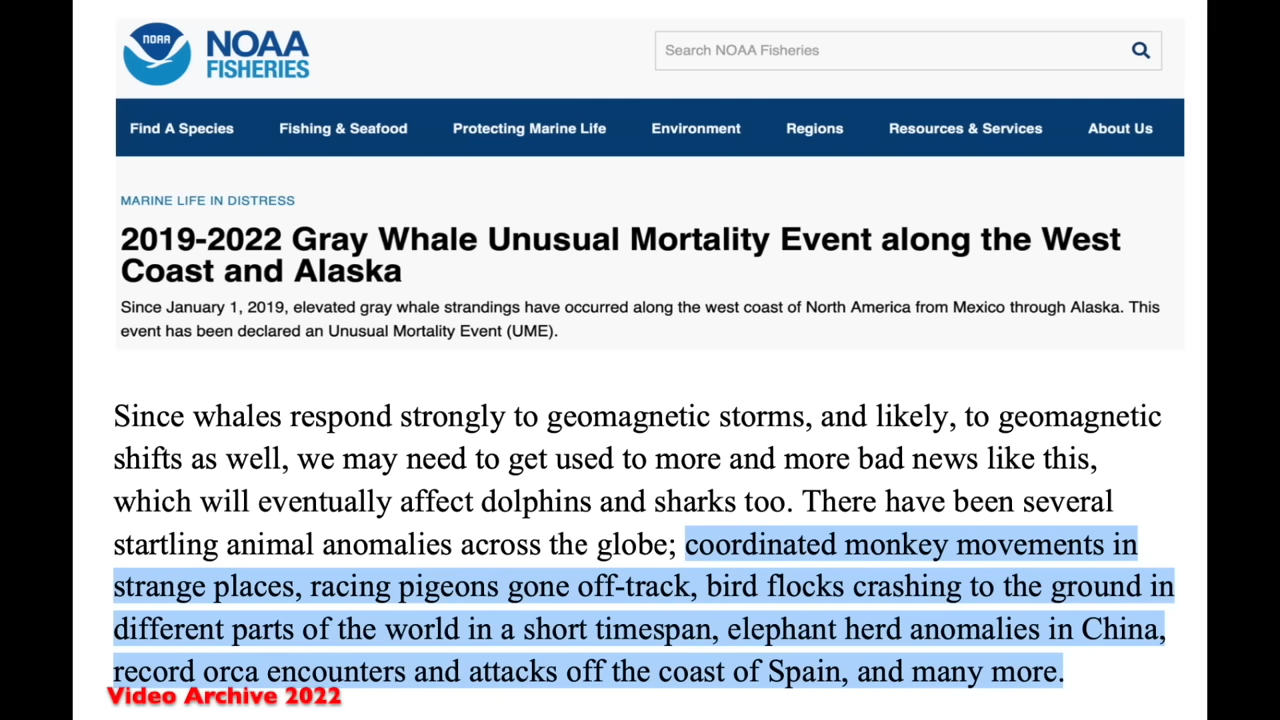 NOAA
NOAA
FISHERIES
Search NOAA Fisheries
Find A Species Fishing & Seafood Protecting Marine Life Environment Regions Resources & Services About Us
MARINE LIFE IN DISTRESS
2019-2022 Gray Whale Unusual Mortality Event along the West
Coast and Alaska
Since January 1, 2019, elevated gray whale strandings have occurred along the west coast of North America from Mexico through Alaska. This
event has been declared an Unusual Mortality Event (UME).
Since whales respond strongly to geomagnetic storms, and likely, to geomagnetic
shifts as well, we may need to get used to more and more bad news like this,
which will eventually affect dolphins and sharks too. There have been several
startling animal anomalies across the globe; coordinated monkey movements in
strange places, racing pigeons gone off-track, bird flocks crashing to the ground in
different parts of the world in a short timespan, elephant herd anomalies in China,
record orca encounters and attacks off the coast of Spain, and many more.
Video Archive 2022